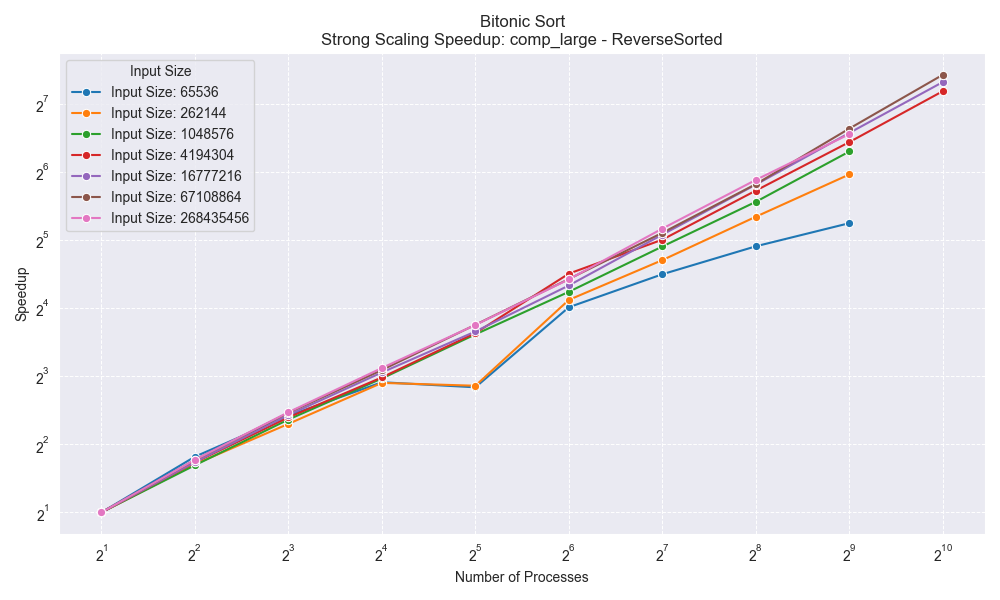 Bitonic Sort
Strong Scaling Speedup: comp_large - ReverseSorted
Input Size
Input Size: 65536
Input Size: 262144
Input Size: 1048576
Input Size: 4194304
Input Size: 16777216
Input Size: 67108864
Input Size: 268435456
Speedup
2^7
2^6
2^5
2^4
2^3
2^2
2^1
2^1 2^2 2^3 2^4 2^5 2^6 2^7 2^8 2^9 2^10
Number of Processes